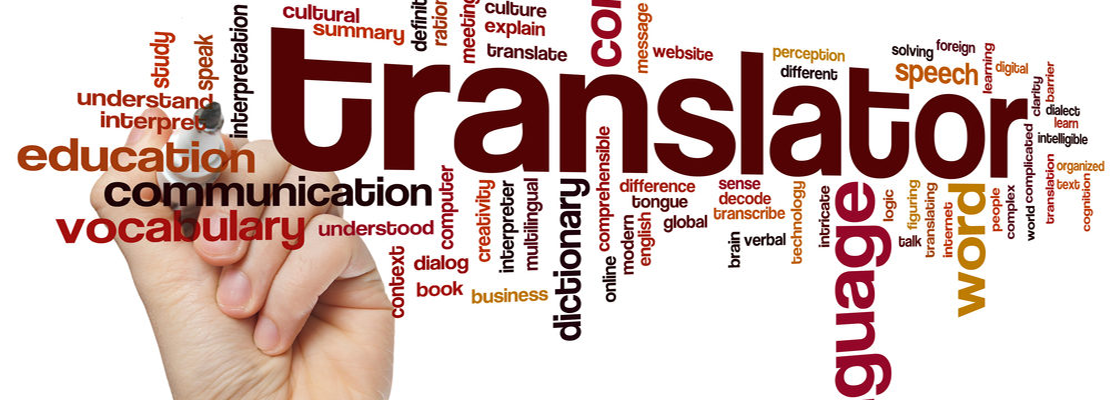 cultural
summary
culture
explain
translate
meeting
message
website
perception
different
solving
foreign
speech
learning
digital
barrier
clarity
dialect
learn
intelligible
study
speak
interpretation
understand
interpret
translator
education
communication
vocabulary
understood
computer
context
dialog
book
creativity
business
interpreter
multilingual
dictionary
comprehensible
online
modern
english
difference
tongue
global
sense
decode
transcribe
brain
verbal
technology
intricate
guage
logic
talk
figuring
translating
internet
word
people
complex
complicated
world
translation
organized
text
cognition